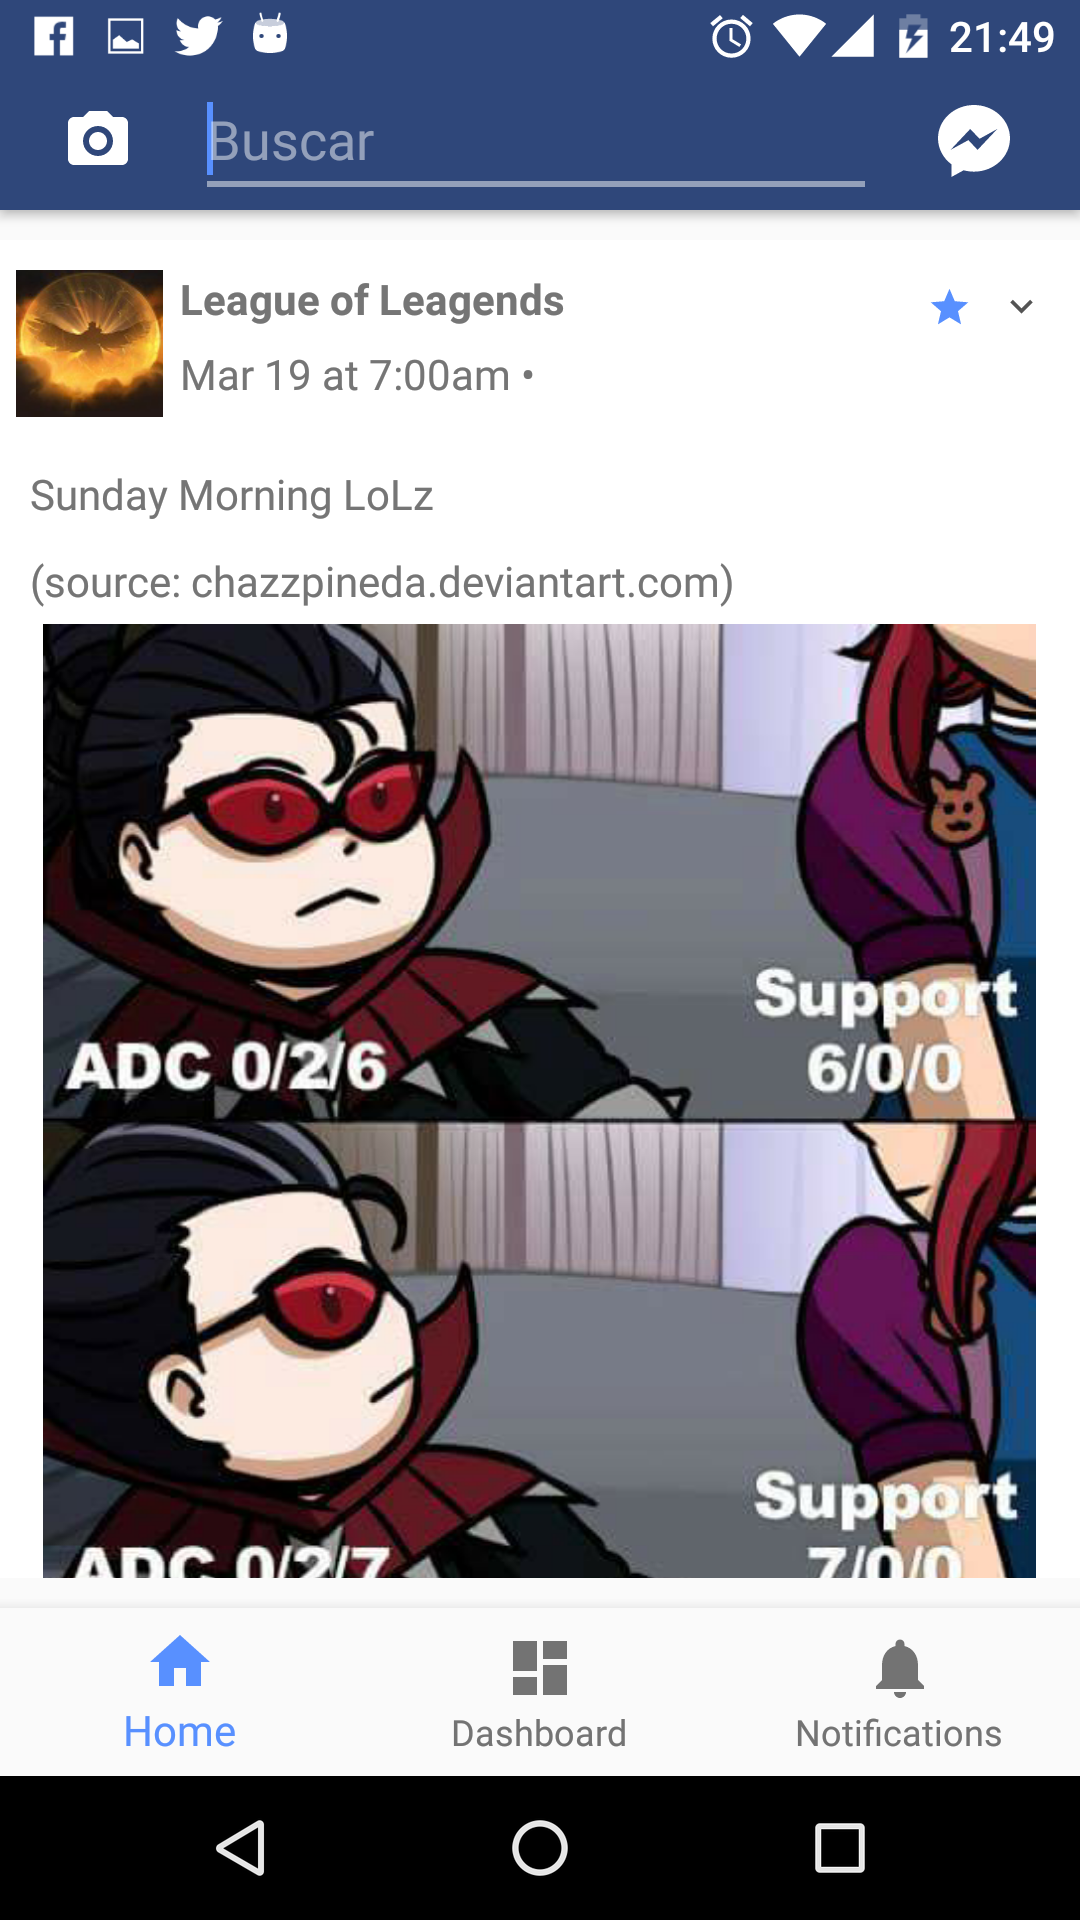 21:49
Buscar
League of Leagends
Mar 19 at 7:00am •
Sunday Morning LoLz
(source: chazzpineda.deviantart.com)
Support
ADC 0/2/6 6/0/0
Support
ADC 0/2/7 7/0/0
Home Dashboard Notifications